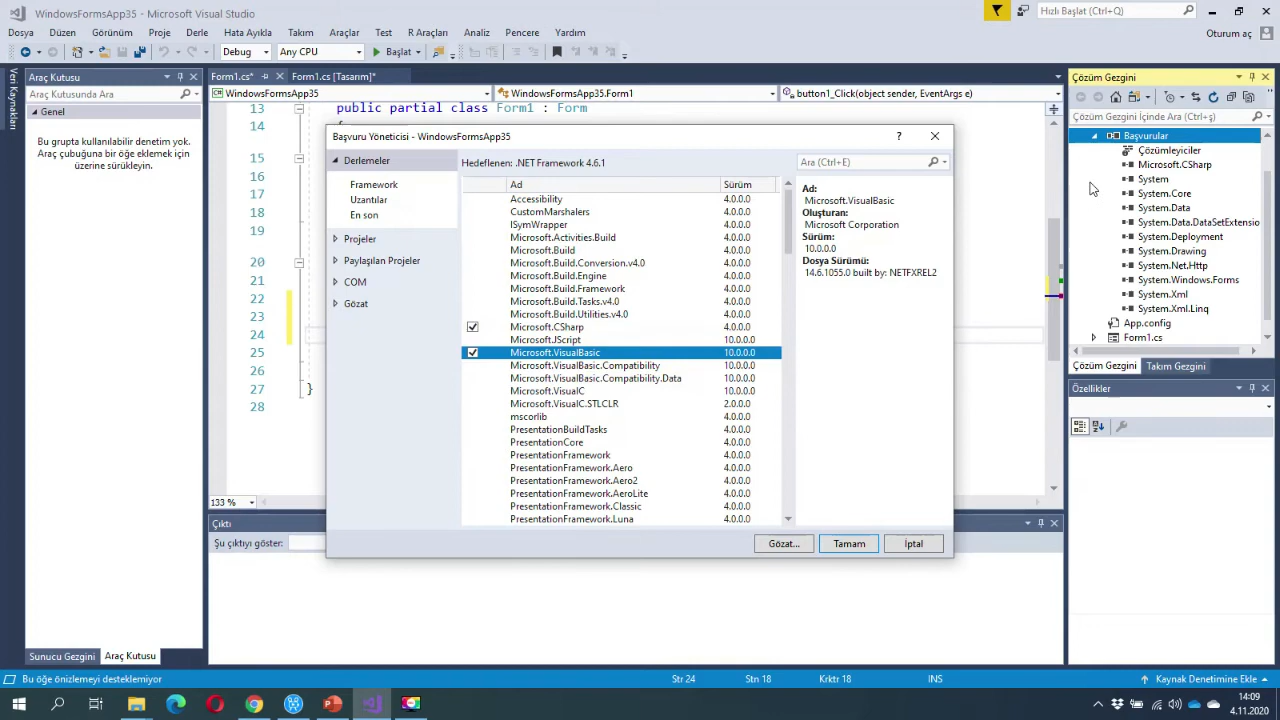 WindowsFormsApp35 - Microsoft Visual Studio
Hızlı Başlat (Ctrl+Q)
Dosya Düzen Görünüm Proje Derle Hata Ayıkla Takım Araçlar Test R Araçları Analiz Pencere Yardım
Oturum aç
Debug Any CPU Başlat
Veri Kaynakları
Araç Kutusu
Araç Kutusunda Ara
Genel
Bu grupta kullanılabilir denetim yok.
Araç çubuğuna bir öğe eklemek için
üzerine sürükleyin.
Sunucu Gezgini Araç Kutusu
Form1.cs* Form1.cs [Tasarım]*
WindowsFormsApp35 WindowsFormsApp35.Form1 button1_Click(object sender, EventArgs e)
13 public partial class Form1 : Form
14 {
15
16
17
18
19
20
21
22
23
24
25
26
27 }
28
133 %
Başvuru Yöneticisi - WindowsFormsApp35
Derlemeler
Framework
Uzantılar
En son
Projeler
Paylaşılan Projeler
COM
Gözat
Hedeflenen: .NET Framework 4.6.1
Ara (Ctrl+E)
Ad Sürüm
Accessibility 4.0.0.0
CustomMarshalers 4.0.0.0
ISymWrapper 4.0.0.0
Microsoft.Activities.Build 4.0.0.0
Microsoft.Build 4.0.0.0
Microsoft.Build.Conversion.v4.0 4.0.0.0
Microsoft.Build.Engine 4.0.0.0
Microsoft.Build.Framework 4.0.0.0
Microsoft.Build.Tasks.v4.0 4.0.0.0
Microsoft.Build.Utilities.v4.0 4.0.0.0
Microsoft.CSharp 4.0.0.0
Microsoft.JScript 10.0.0.0
Microsoft.VisualBasic 10.0.0.0
Microsoft.VisualBasic.Compatibility 10.0.0.0
Microsoft.VisualBasic.Compatibility.Data 10.0.0.0
Microsoft.VisualC 10.0.0.0
Microsoft.VisualC.STLCLR 2.0.0.0
mscorlib 4.0.0.0
PresentationBuildTasks 4.0.0.0
PresentationCore 4.0.0.0
PresentationFramework 4.0.0.0
PresentationFramework.Aero 4.0.0.0
PresentationFramework.Aero2 4.0.0.0
PresentationFramework.AeroLite 4.0.0.0
PresentationFramework.Classic 4.0.0.0
PresentationFramework.Luna 4.0.0.0
Ad:
Microsoft.VisualBasic
Oluşturan:
Microsoft Corporation
Sürüm:
10.0.0.0
Dosya Sürümü:
14.6.1055.0 built by: NETFXREL2
Gözat... Tamam İptal
Çıktı
Şu çıktıyı göster:
Çözüm Gezgini
Çözüm Gezgini İçinde Ara (Ctrl+ş)
Başvurular
Çözümleyiciler
Microsoft.CSharp
System
System.Core
System.Data
System.Data.DataSetExtensio
System.Deployment
System.Drawing
System.Net.Http
System.Windows.Forms
System.Xml
System.Xml.Linq
App.config
Form1.cs
Çözüm Gezgini Takım Gezgini
Özellikler
Bu öğe önizlemeyi desteklemiyor Str 24 Stn 18 Krktr 18 INS Kaynak Denetimine Ekle
14:09
4.11.2020